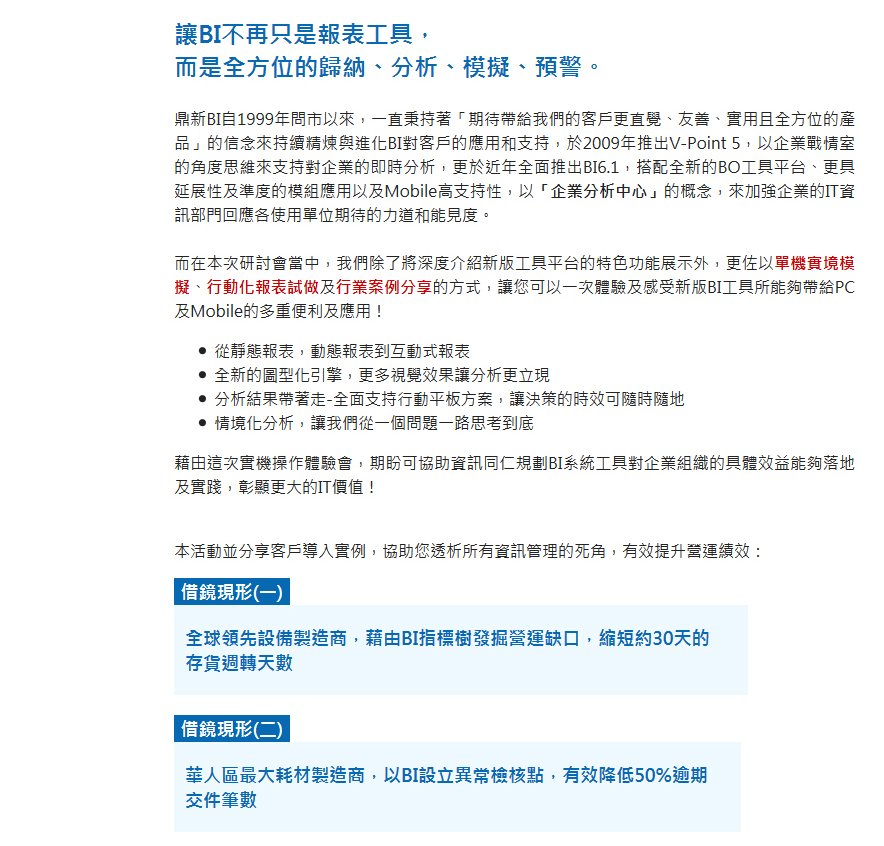 讓BI不再只是報表工具，
而是全方位的歸納、分析、模擬、預警。
鼎新BI自1999年問市以來，一直秉持著「期待帶給我們的客戶更直覺、友善、實用且全方位的產
品」的信念來持續精煉與進化BI對客戶的應用和支持，於2009年推出V-Point 5，以企業戰情室
的角度思維來支持對企業的即時分析，更於近年全面推出BI6.1，搭配全新的BO工具平台、更具
延展性及準度的模組應用以及Mobile高支持性，以「企業分析中心」的概念，來加強企業的IT資
訊部門回應各使用單位期待的力道和能見度。
而在本次研討會當中，我們除了將深度介紹新版工具平台的特色功能展示外，更佐以單機實境模
擬、行動化報表試做及行業案例分享的方式，讓您可以一次體驗及感受新版BI工具所能夠帶給PC
及Mobile的多重便利及應用！
● 從靜態報表，動態報表到互動式報表
● 全新的圖型化引擎，更多視覺效果讓分析更立現
● 分析結果帶著走-全面支持行動平板方案，讓決策的時效可隨時隨地
● 情境化分析，讓我們從一個問題一路思考到底
藉由這次實機操作體驗會，期盼可協助資訊同仁規劃BI系統工具對企業組織的具體效益能夠落地
及實踐，彰顯更大的IT價值！
本活動並分享客戶導入實例，協助您透析所有資訊管理的死角，有效提升營運績效：
借鏡現形(一)
全球領先設備製造商，藉由BI指標樹發掘營運缺口，縮短約30天的
存貨週轉天數
借鏡現形(二)
華人區最大耗材製造商，以BI設立異常檢核點，有效降低50%逾期
交件筆數